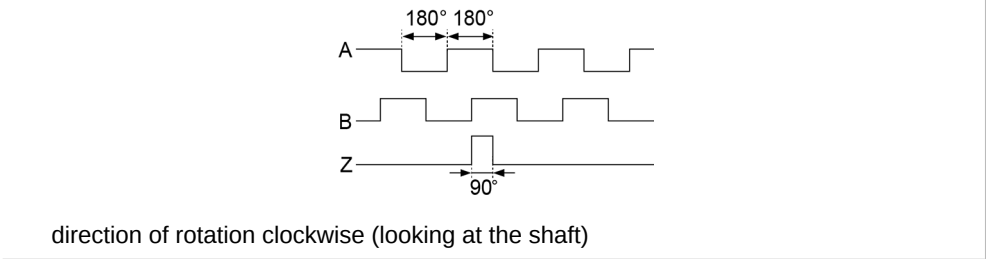 180° 180°
A
B
Z
90°
direction of rotation clockwise (looking at the shaft)